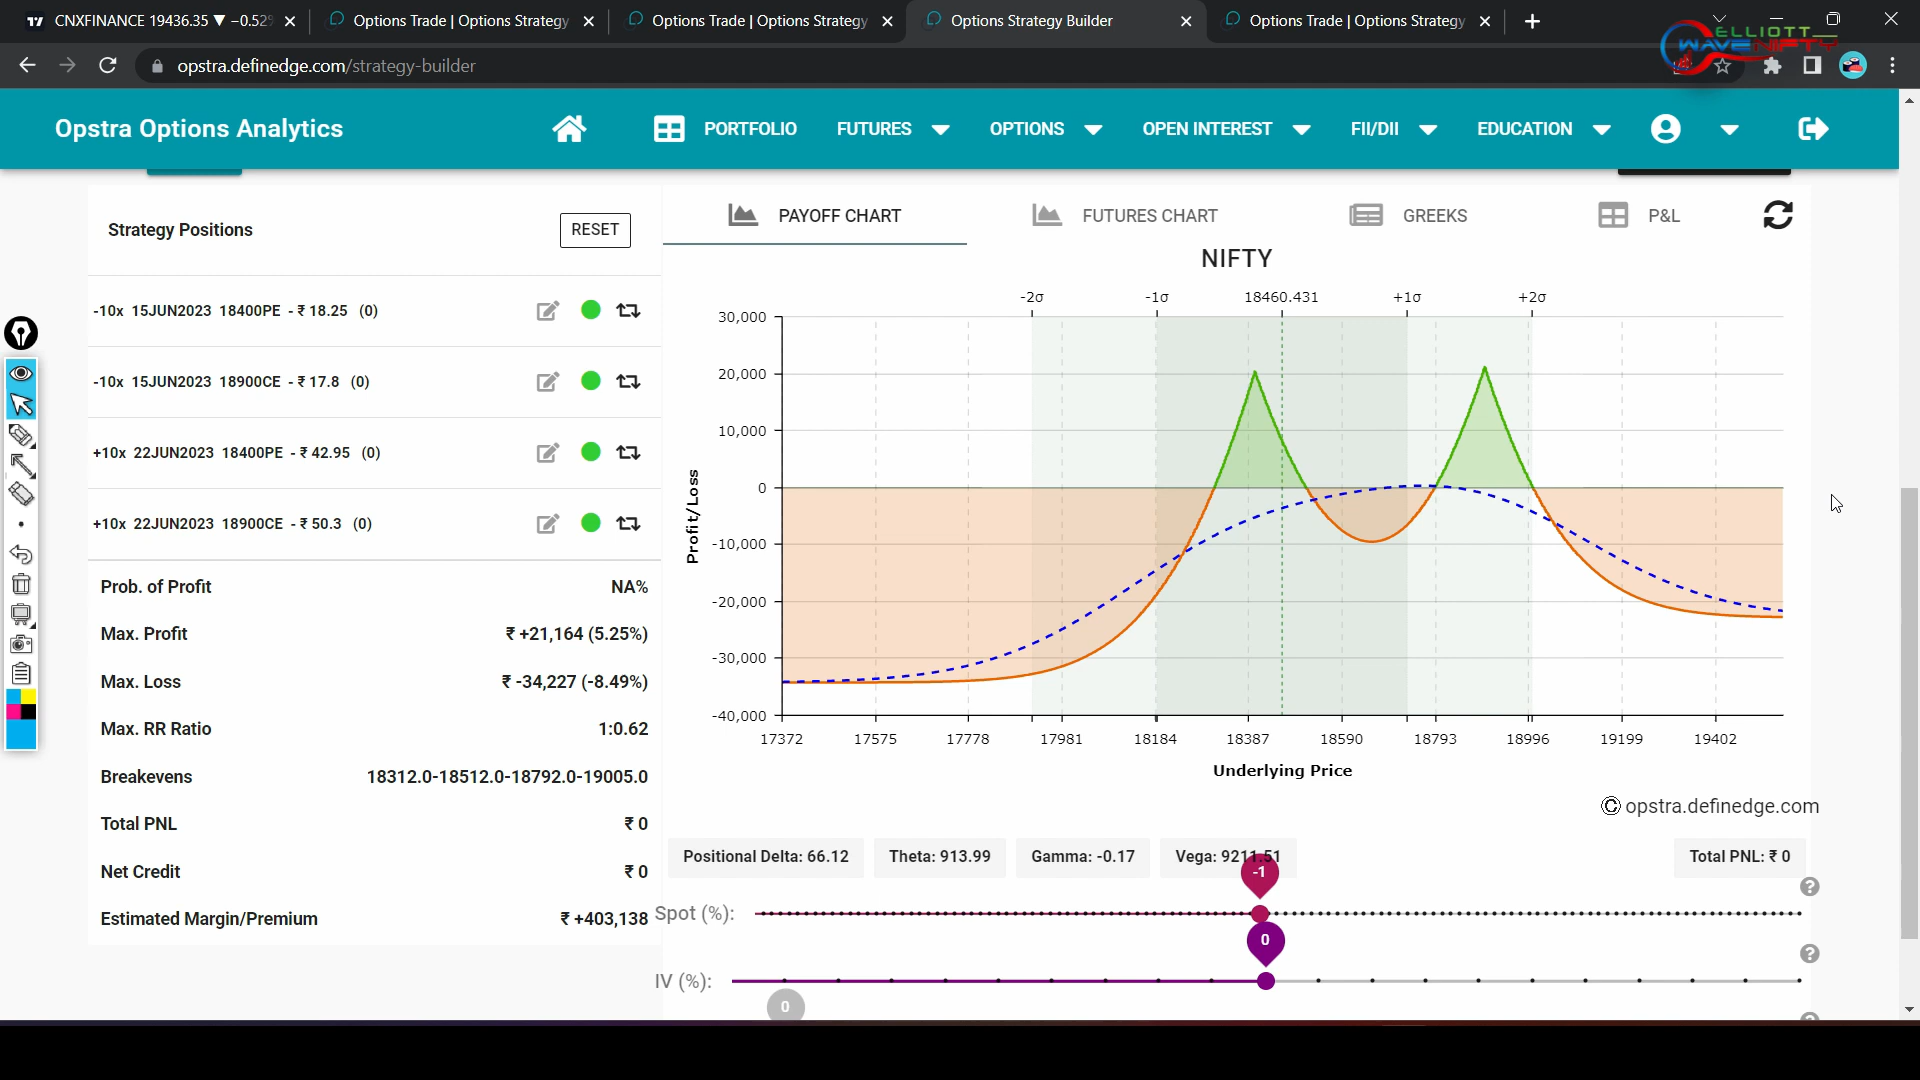 CNXFINANCE 19436.35 ▼ −0.52%
Options Trade | Options Strategy
Options Trade | Options Strategy
Options Strategy Builder
Options Trade | Options Strategy
ELLIOTT
WAVE NIFTY
opstra.definedge.com/strategy-builder
Opstra Options Analytics
PORTFOLIO
FUTURES
OPTIONS
OPEN INTEREST
FII/DII
EDUCATION
Strategy Positions
RESET
PAYOFF CHART
FUTURES CHART
GREEKS
P&L
NIFTY
-10x 15JUN2023 18400PE - ₹ 18.25 (0)
-10x 15JUN2023 18900CE - ₹ 17.8 (0)
+10x 22JUN2023 18400PE - ₹ 42.95 (0)
+10x 22JUN2023 18900CE - ₹ 50.3 (0)
Prob. of Profit NA%
Max. Profit ₹ +21,164 (5.25%)
Max. Loss ₹ -34,227 (-8.49%)
Max. RR Ratio 1:0.62
Breakevens 18312.0-18512.0-18792.0-19005.0
Total PNL ₹ 0
Net Credit ₹ 0
Estimated Margin/Premium ₹ +403,138
-2σ -1σ 18460.431 +1σ +2σ
30,000
20,000
10,000
0
-10,000
-20,000
-30,000
-40,000
Profit/Loss
17372 17575 17778 17981 18184 18387 18590 18793 18996 19199 19402
Underlying Price
© opstra.definedge.com
Positional Delta: 66.12
Theta: 913.99
Gamma: -0.17
Vega: 9211.51
Total PNL: ₹ 0
-1
Spot (%):
0
IV (%):
0